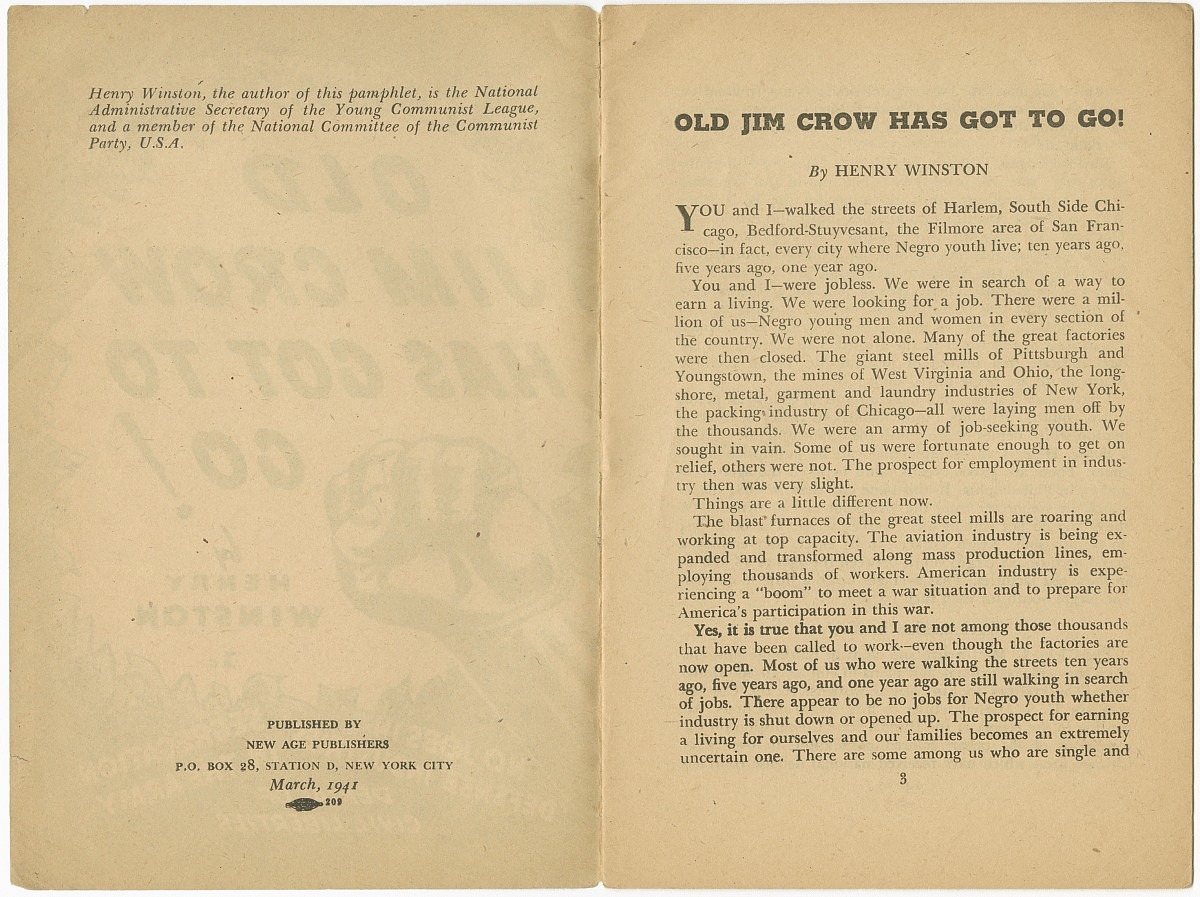 Henry Winston, the author of this pamphlet, is the National
Administrative Secretary of the Young Communist League,
and a member of the National Committee of the Communist
Party, U.S.A.
PUBLISHED BY
NEW AGE PUBLISHERS
P.O. BOX 28, STATION D, NEW YORK CITY
March, 1941
209
OLD JIM CROW HAS GOT TO GO!
By HENRY WINSTON
YOU and I—walked the streets of Harlem, South Side Chi-
cago, Bedford-Stuyvesant, the Filmore area of San Fran-
cisco—in fact, every city where Negro youth live; ten years ago,
five years ago, one year ago.
You and I—were jobless. We were in search of a way to
earn a living. We were looking for a job. There were a mil-
lion of us—Negro young men and women in every section of
the country. We were not alone. Many of the great factories
were then closed. The giant steel mills of Pittsburgh and
Youngstown, the mines of West Virginia and Ohio, the long-
shore, metal, garment and laundry industries of New York,
the packing industry of Chicago—all were laying men off by
the thousands. We were an army of job-seeking youth. We
sought in vain. Some of us were fortunate enough to get on
relief, others were not. The prospect for employment in indus-
try then was very slight.
Things are a little different now.
The blast furnaces of the great steel mills are roaring and
working at top capacity. The aviation industry is being ex-
panded and transformed along mass production lines, em-
ploying thousands of workers. American industry is expe-
riencing a "boom" to meet a war situation and to prepare for
America's participation in this war.
Yes, it is true that you and I are not among those thousands
that have been called to work—even though the factories are
now open. Most of us who were walking the streets ten years
ago, five years ago, and one year ago are still walking in search
of jobs. There appear to be no jobs for Negro youth whether
industry is shut down or opened up. The prospect for earning
a living for ourselves and our families becomes an extremely
uncertain one. There are some among us who are single and
3